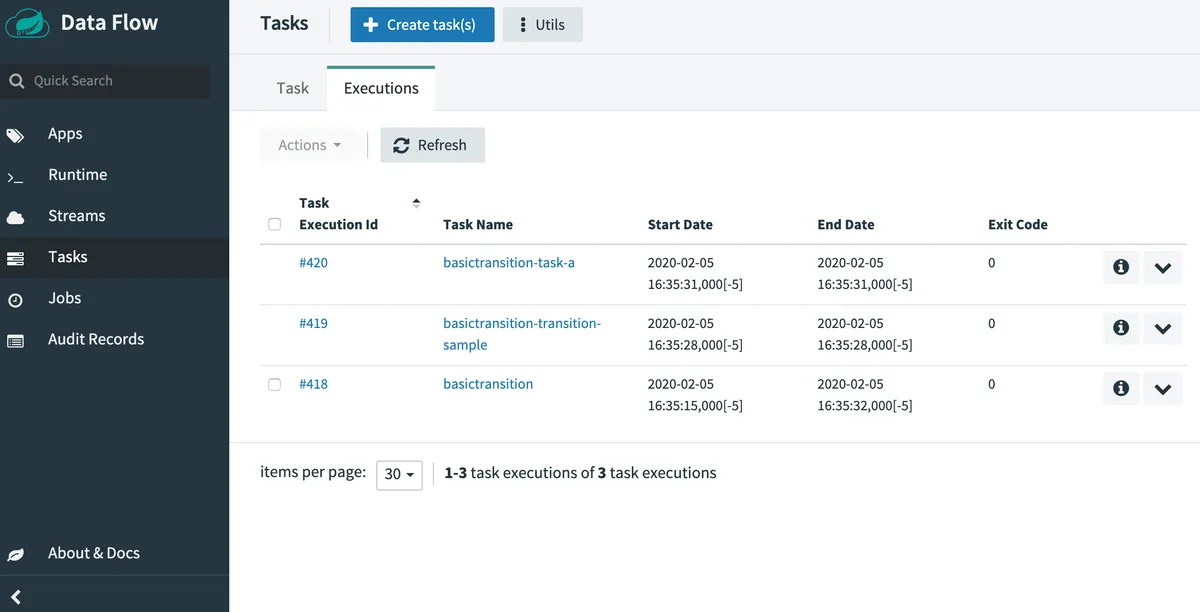 Data Flow
Quick Search
Apps
Runtime
Streams
Tasks
Jobs
Audit Records
About & Docs
Tasks
Create task(s)
Utils
Task
Executions
Actions
Refresh
Task
Execution Id
Task Name
Start Date
End Date
Exit Code
#420
basictransition-task-a
2020-02-05
16:35:31,000[-5]
2020-02-05
16:35:31,000[-5]
0
#419
basictransition-transition-
sample
2020-02-05
16:35:28,000[-5]
2020-02-05
16:35:28,000[-5]
0
#418
basictransition
2020-02-05
16:35:15,000[-5]
2020-02-05
16:35:32,000[-5]
0
items per page:
30
1-3 task executions of 3 task executions